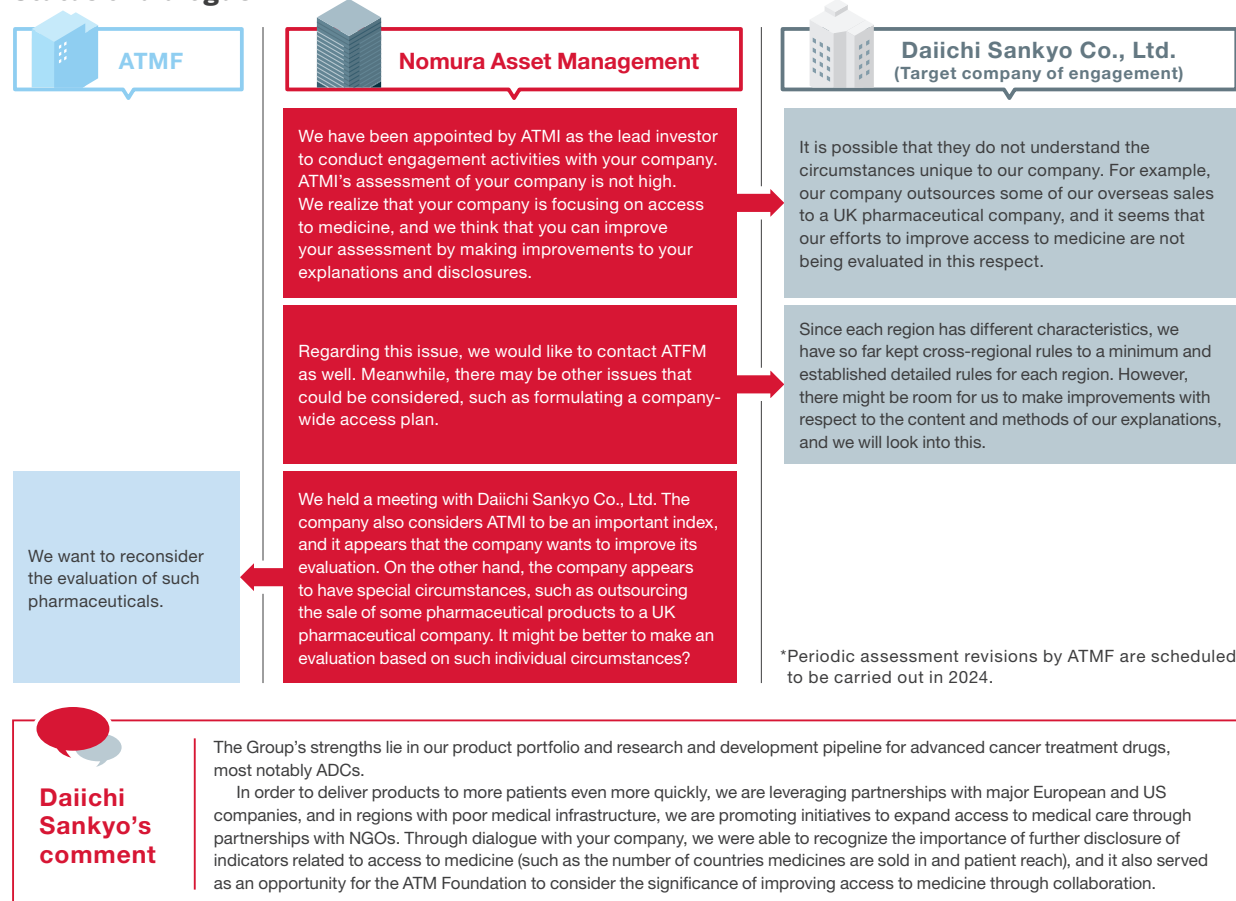 ATMF
Nomura Asset Management
Daiichi Sankyo Co., Ltd.
(Target company of engagement)
We have been appointed by ATMI as the lead investor
to conduct engagement activities with your company.
ATMI's assessment of your company is not high.
We realize that your company is focusing on access
to medicine, and we think that you can improve
your assessment by making improvements to your
explanations and disclosures.
It is possible that they do not understand the
circumstances unique to our company. For example,
our company outsources some of our overseas sales
to a UK pharmaceutical company, and it seems that
our efforts to improve access to medicine are not
being evaluated in this respect.
Regarding this issue, we would like to contact ATFM
as well. Meanwhile, there may be other issues that
could be considered, such as formulating a company-
wide access plan.
Since each region has different characteristics, we
have so far kept cross-regional rules to a minimum and
established detailed rules for each region. However,
there might be room for us to make improvements with
respect to the content and methods of our explanations,
and we will look into this.
We held a meeting with Daiichi Sankyo Co., Ltd. The
company also considers ATMI to be an important index,
and it appears that the company wants to improve its
evaluation. On the other hand, the company appears
to have special circumstances, such as outsourcing
the sale of some pharmaceutical products to a UK
pharmaceutical company. It might be better to make an
evaluation based on such individual circumstances?
We want to reconsider
the evaluation of such
pharmaceuticals.
*Periodic assessment revisions by ATMF are scheduled
to be carried out in 2024.
Daiichi
Sankyo's
comment
The Group's strengths lie in our product portfolio and research and development pipeline for advanced cancer treatment drugs,
most notably ADCs.
In order to deliver products to more patients even more quickly, we are leveraging partnerships with major European and US
companies, and in regions with poor medical infrastructure, we are promoting initiatives to expand access to medical care through
partnerships with NGOs. Through dialogue with your company, we were able to recognize the importance of further disclosure of
indicators related to access to medicine (such as the number of countries medicines are sold in and patient reach), and it also served
as an opportunity for the ATM Foundation to consider the significance of improving access to medicine through collaboration.